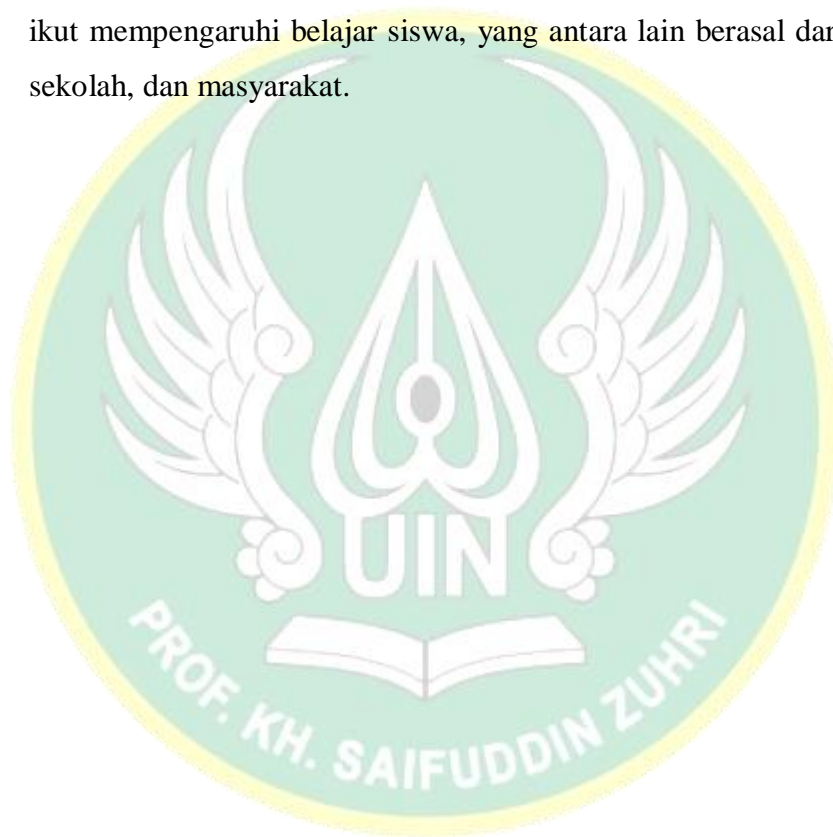 ikut mempengaruhi belajar siswa, yang antara lain berasal dar
sekolah, dan masyarakat.
UIN
PROF. KH. SAIFUDDIN ZUHRI